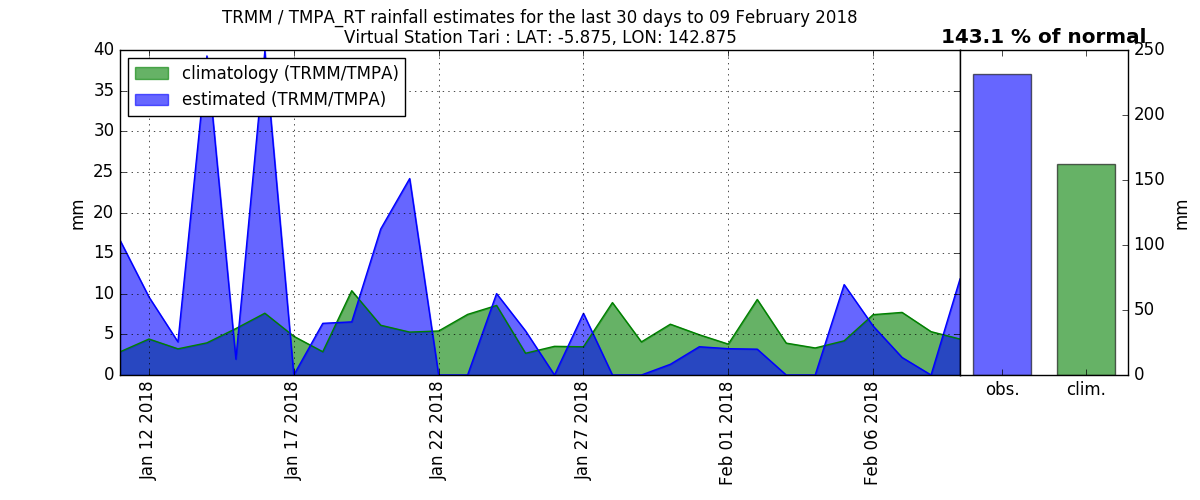 TRMM / TMPA_RT rainfall estimates for the last 30 days to 09 February 2018
Virtual Station Tari : LAT: -5.875, LON: 142.875
143.1 % of normal
climatology (TRMM/TMPA)
estimated (TRMM/TMPA)
40
35
30
25
20
15
10
5
0
mm
Jan 12 2018
Jan 17 2018
Jan 22 2018
Jan 27 2018
Feb 01 2018
Feb 06 2018
obs.
clim.
250
200
150
100
50
0
mm